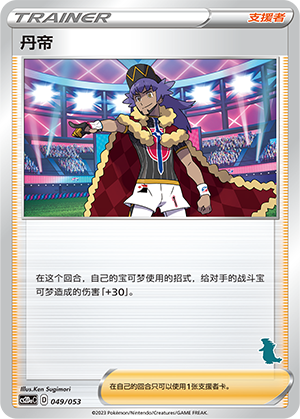 TRAINER
支援者
丹帝
在这个回合,自己的宝可梦使用的招式,给对手的战斗宝
可梦造成的伤害「+30」。
Illus.Ken Sugimori
049/053
在自己的回合只可以使用1张支援者卡。
©2023 Pokémon/Nintendo/Creatures/GAME FREAK.